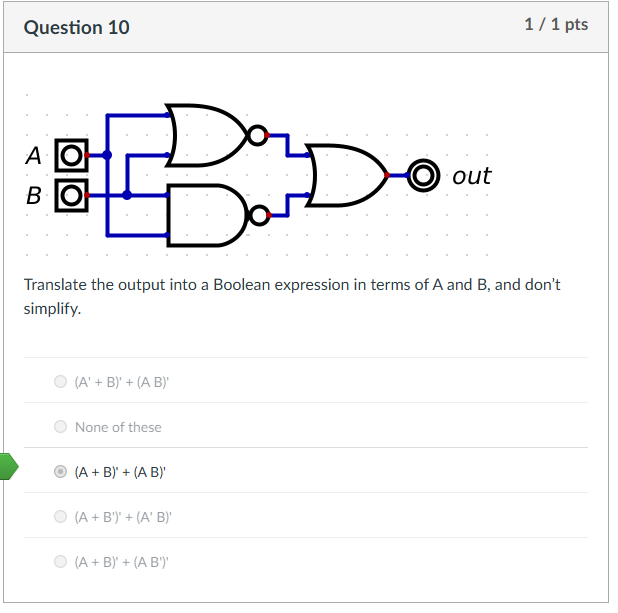 Question 10
1 / 1 pts
A
B
out
Translate the output into a Boolean expression in terms of A and B, and don't
simplify.
(A' + B)' + (A B)'
None of these
(A + B)' + (A B)'
(A + B')' + (A' B)'
(A + B)' + (A B')'